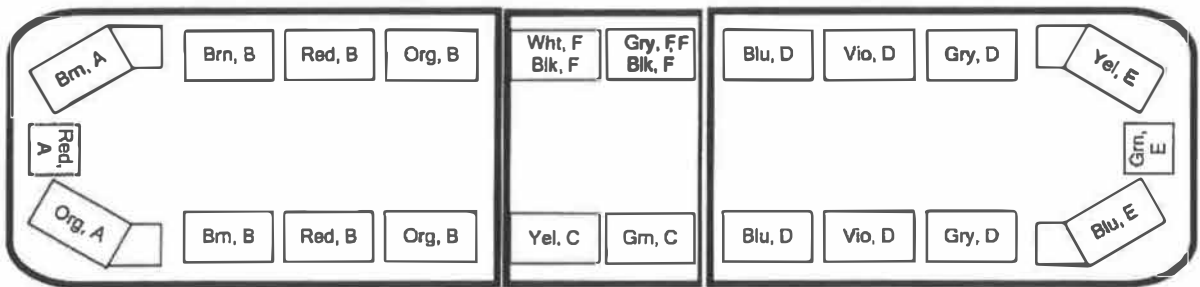 Brn, A
Brn, B
Red, B
Org, B
Wht, F
Blk, F
Gry, F,F
Blk, F
Blu, D
Vio, D
Gry, D
Yel, E
Red,
A
Grn,
E
Org, A
Brn, B
Red, B
Org, B
Yel, C
Grn, C
Blu, D
Vio, D
Gry, D
Blu, E